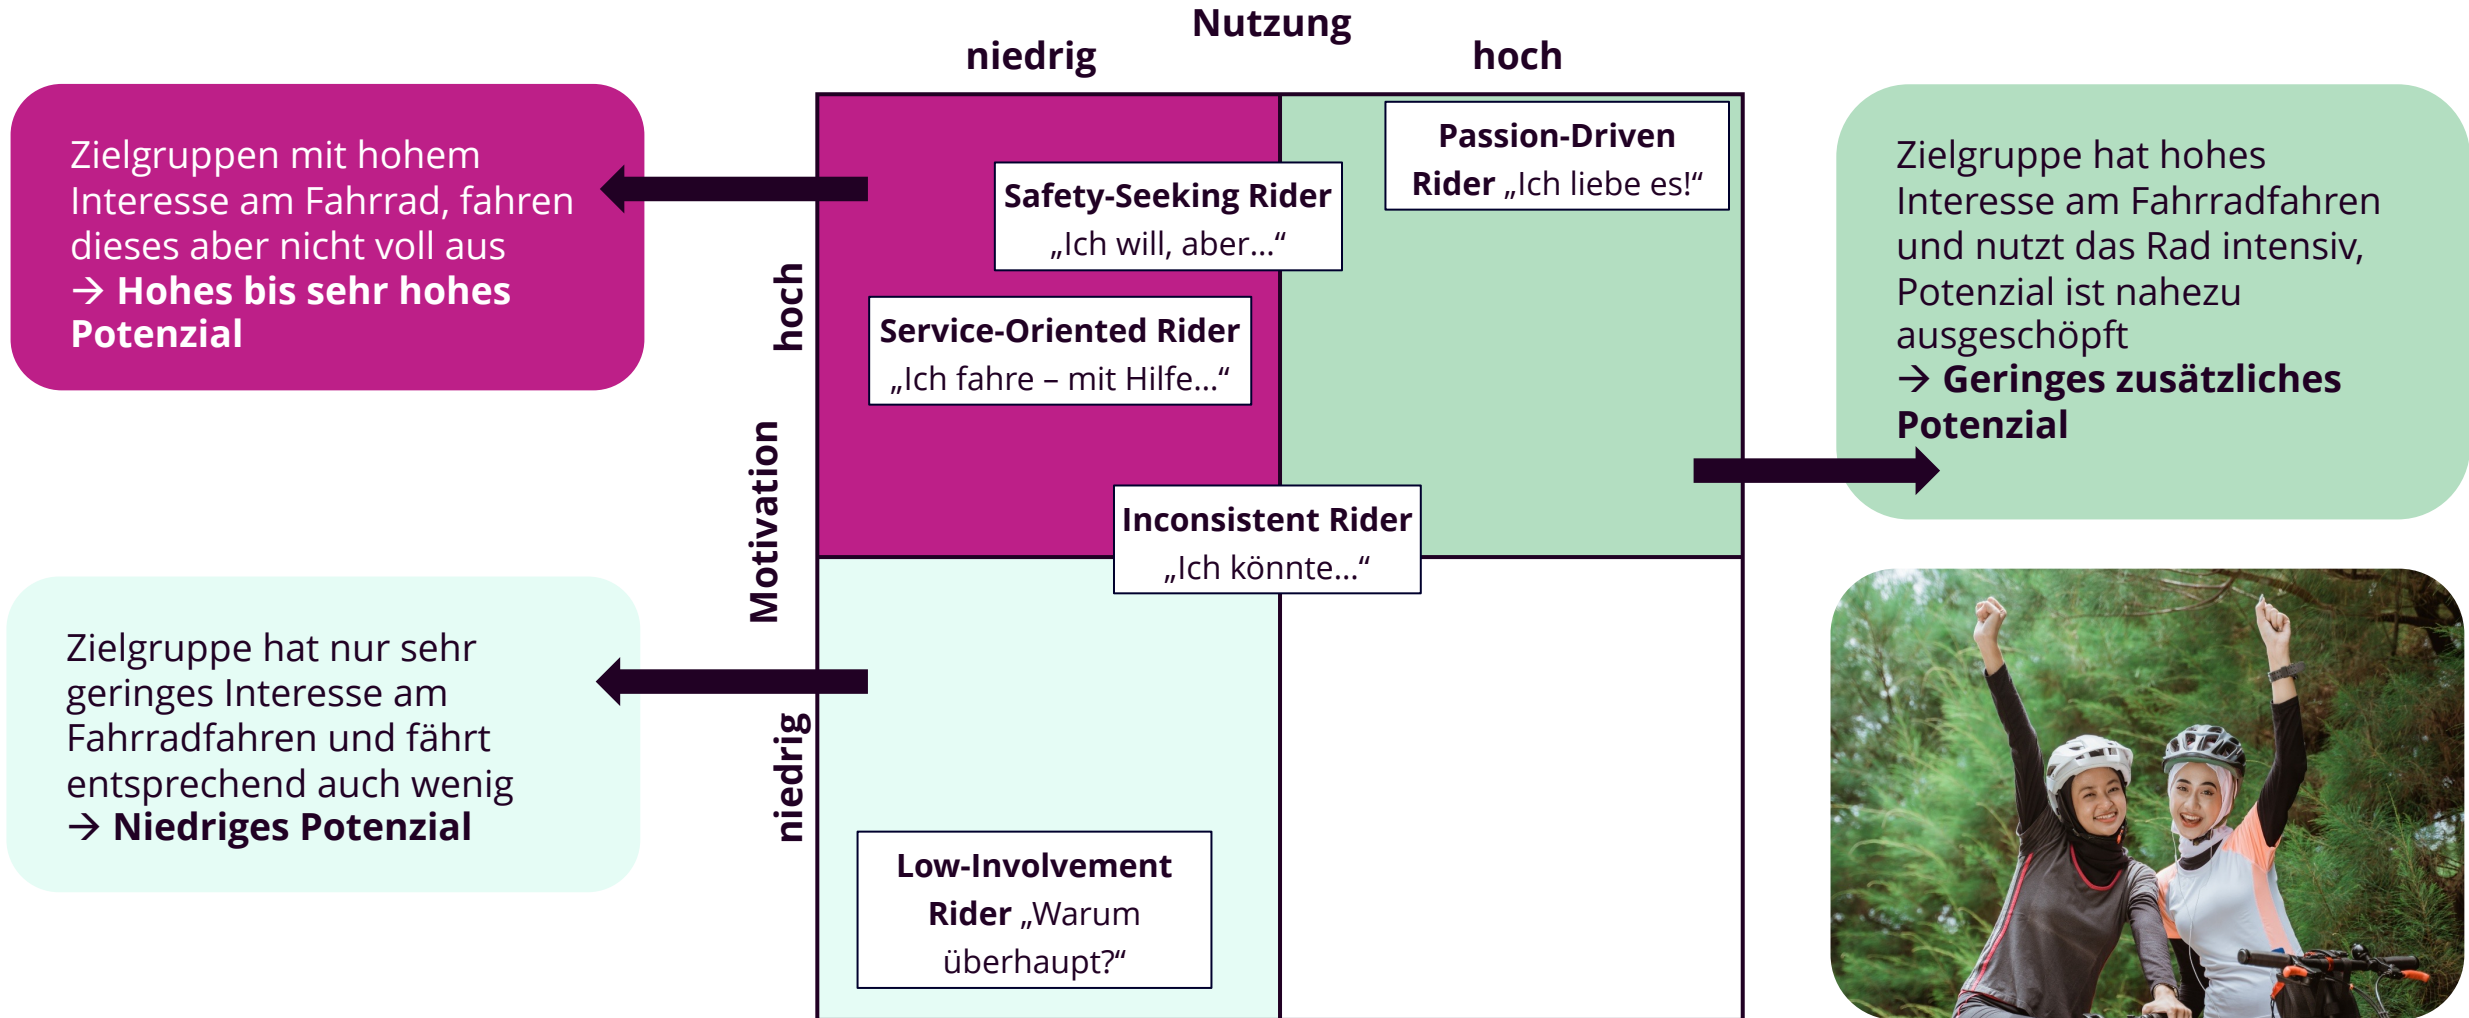 Nutzung
niedrig
hoch
Zielgruppen mit hohem
Interesse am Fahrrad, fahren
dieses aber nicht voll aus
→ Hohes bis sehr hohes
Potenzial
Motivation
hoch
niedrig
Passion-Driven
Rider „Ich liebe es!“
Safety-Seeking Rider
„Ich will, aber…“
Service-Oriented Rider
„Ich fahre – mit Hilfe…“
Inconsistent Rider
„Ich könnte…“
Zielgruppe hat hohes
Interesse am Fahrradfahren
und nutzt das Rad intensiv,
Potenzial ist nahezu
ausgeschöpft
→ Geringes zusätzliches
Potenzial
Zielgruppe hat nur sehr
geringes Interesse am
Fahrradfahren und fährt
entsprechend auch wenig
→ Niedriges Potenzial
Low-Involvement
Rider „Warum
überhaupt?“